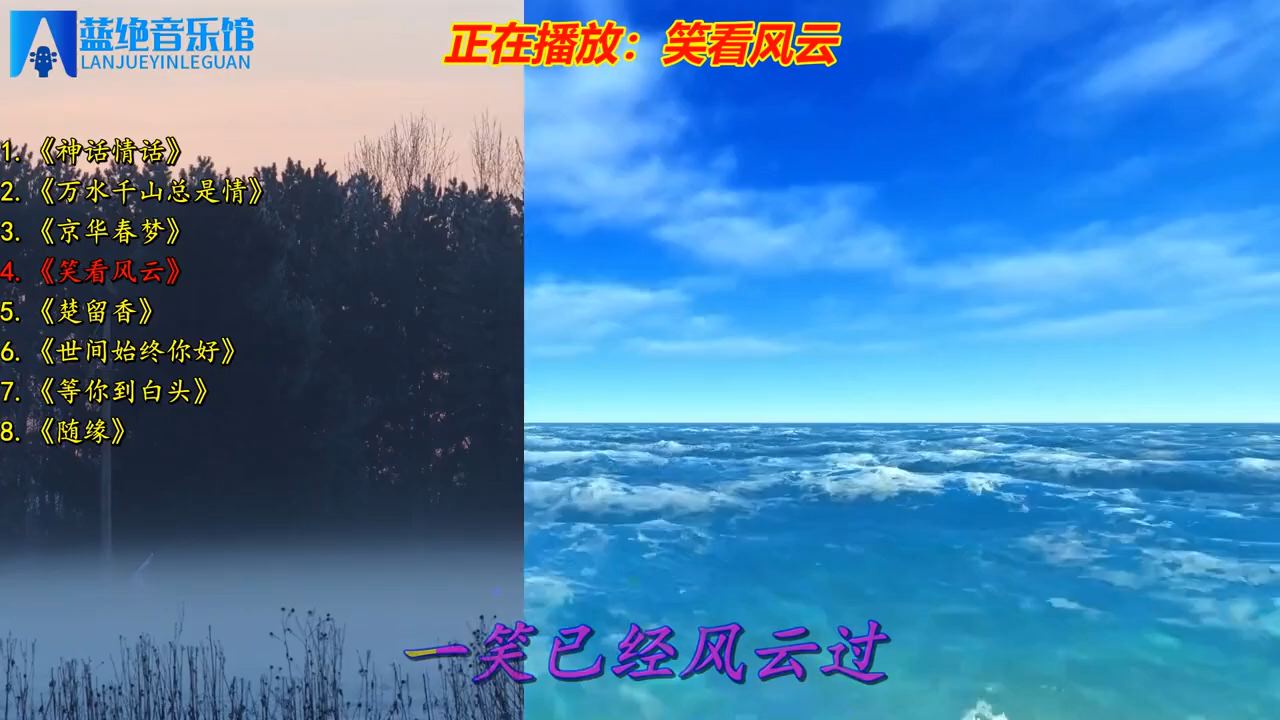 蓝绝音乐馆
LANJUEYINLEGUAN
正在播放：笑看风云
1.《神话情话》
2.《万水千山总是情》
3.《京华春梦》
4.《笑看风云》
5.《楚留香》
6.《世间始终你好》
7.《等你到白头》
8.《随缘》
一笑已经风云过